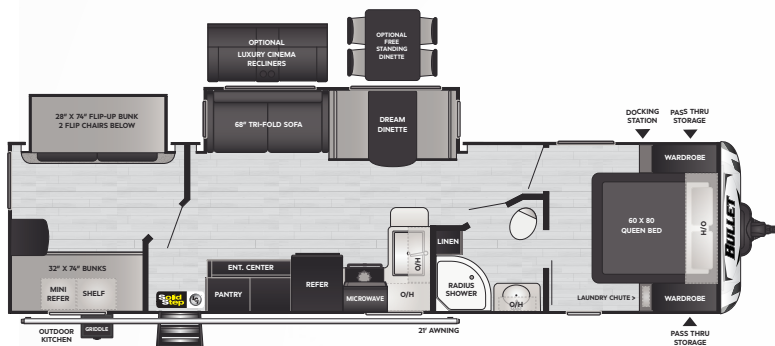 OPTIONAL
LUXURY CINEMA
RECLINERS
OPTIONAL
FREE
STANDING
DINETTE
28" X 74" FLIP-UP BUNK
2 FLIP CHAIRS BELOW
68" TRI-FOLD SOFA
DREAM
DINETTE
DOCKING
STATION
PASS THRU
STORAGE
WARDROBE
60 X 80
QUEEN BED
O/H
BULLET
LINEN
O/H
32" X 74" BUNKS
MINI
REFER
SHELF
ENT. CENTER
PANTRY
REFER
MICROWAVE
O/H
RADIUS
SHOWER
O/H
LAUNDRY CHUTE >
WARDROBE
Solid
Step
OUTDOOR
KITCHEN
GRIDDLE
21' AWNING
PASS THRU
STORAGE